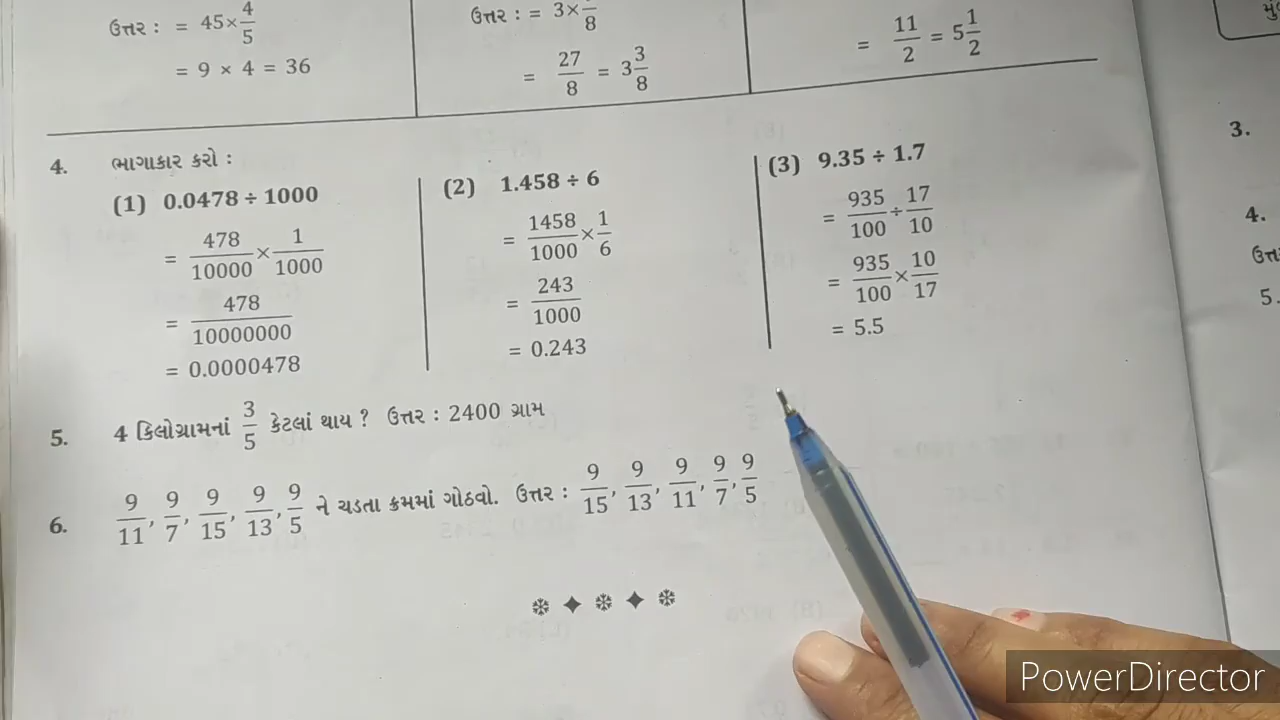 ઉત્તર : = 45×4/5
= 9 × 4 = 36
ઉત્તર : = 3× /8
= 27/8 = 3 3/8
= 11/2 = 5 1/2
4. ભાગાકાર કરો :
(1) 0.0478 ÷ 1000
= 478/10000 × 1/1000
= 478/10000000
= 0.0000478
(2) 1.458 ÷ 6
= 1458/1000 × 1/6
= 243/1000
= 0.243
(3) 9.35 ÷ 1.7
= 935/100 ÷ 17/10
= 935/100 × 10/17
= 5.5
5. 4 કિલોગ્રામનાં 3/5 કેટલાં થાય ? ઉત્તર : 2400 ગ્રામ
6. 9/11, 9/7, 9/15, 9/13, 9/5 ને ચડતા ક્રમમાં ગોઠવો. ઉત્તર : 9/15, 9/13, 9/11, 9/7, 9/5
3.
4.
5.
PowerDirector